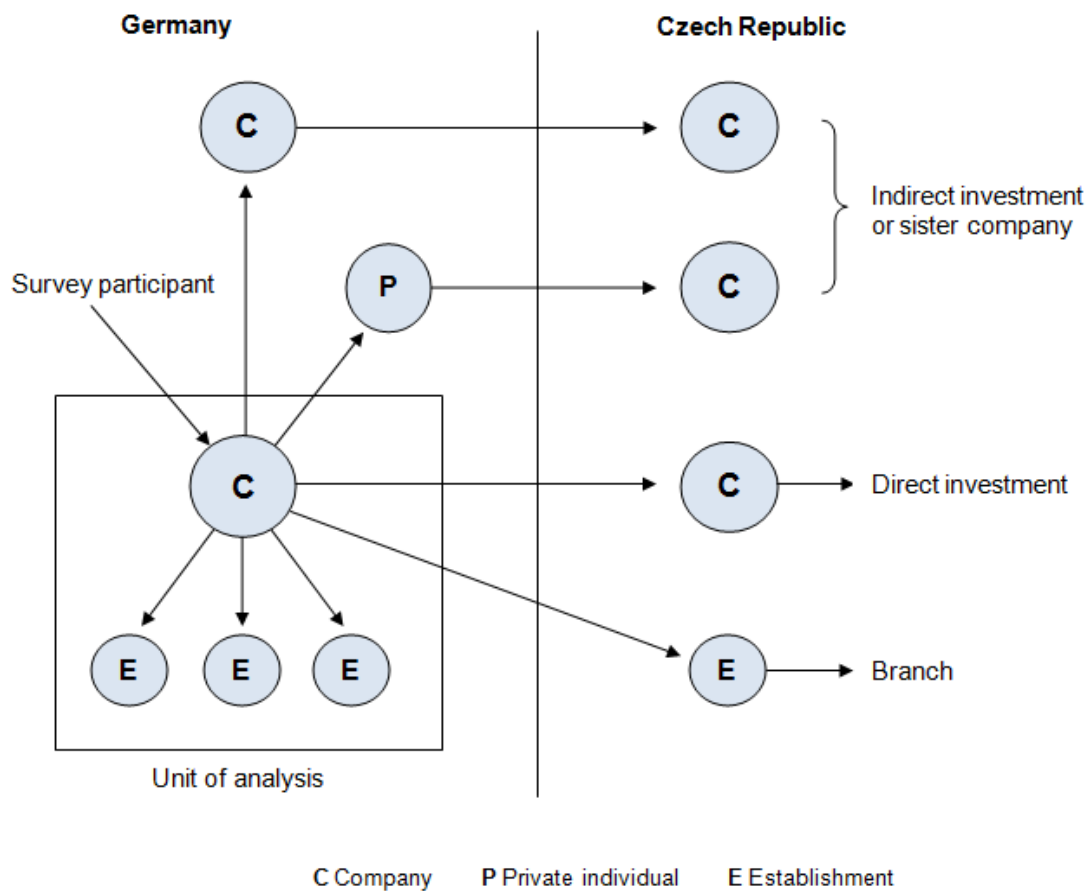 Germany
Czech Republic
C
C
Indirect investment
or sister company
P
C
Survey participant
C
C
Direct investment
E
E
E
E
Branch
Unit of analysis
C Company P Private individual E Establishment